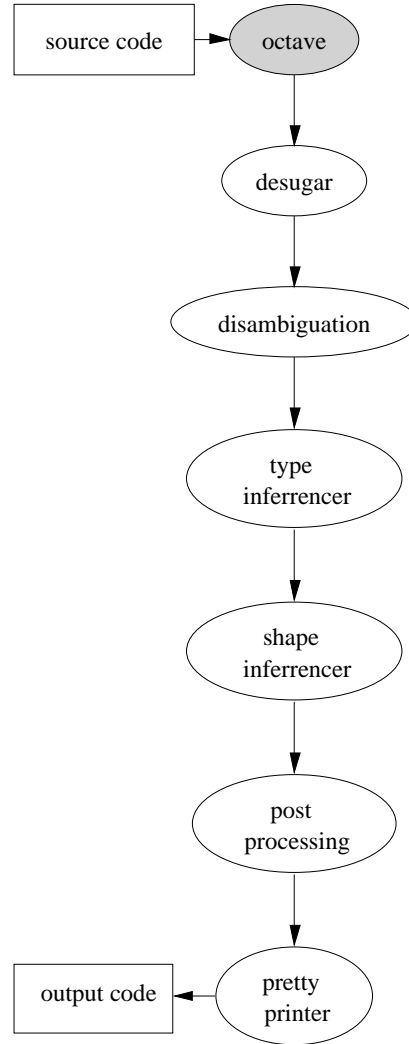 source code
octave
desugar
disambiguation
type
inferrencer
shape
inferrencer
post
processing
output code
pretty
printer